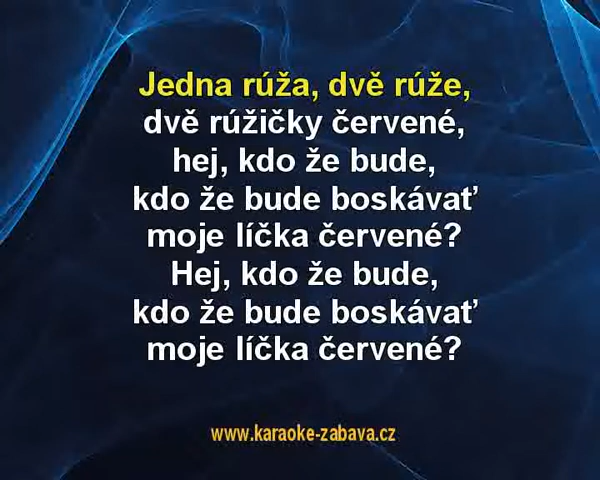 Jedna rúža, dvě rúže,
dvě rúžičky červené,
hej, kdo že bude,
kdo že bude boskávať
moje líčka červené?
Hej, kdo že bude,
kdo že bude boskávať
moje líčka červené?
www.karaoke-zabava.cz